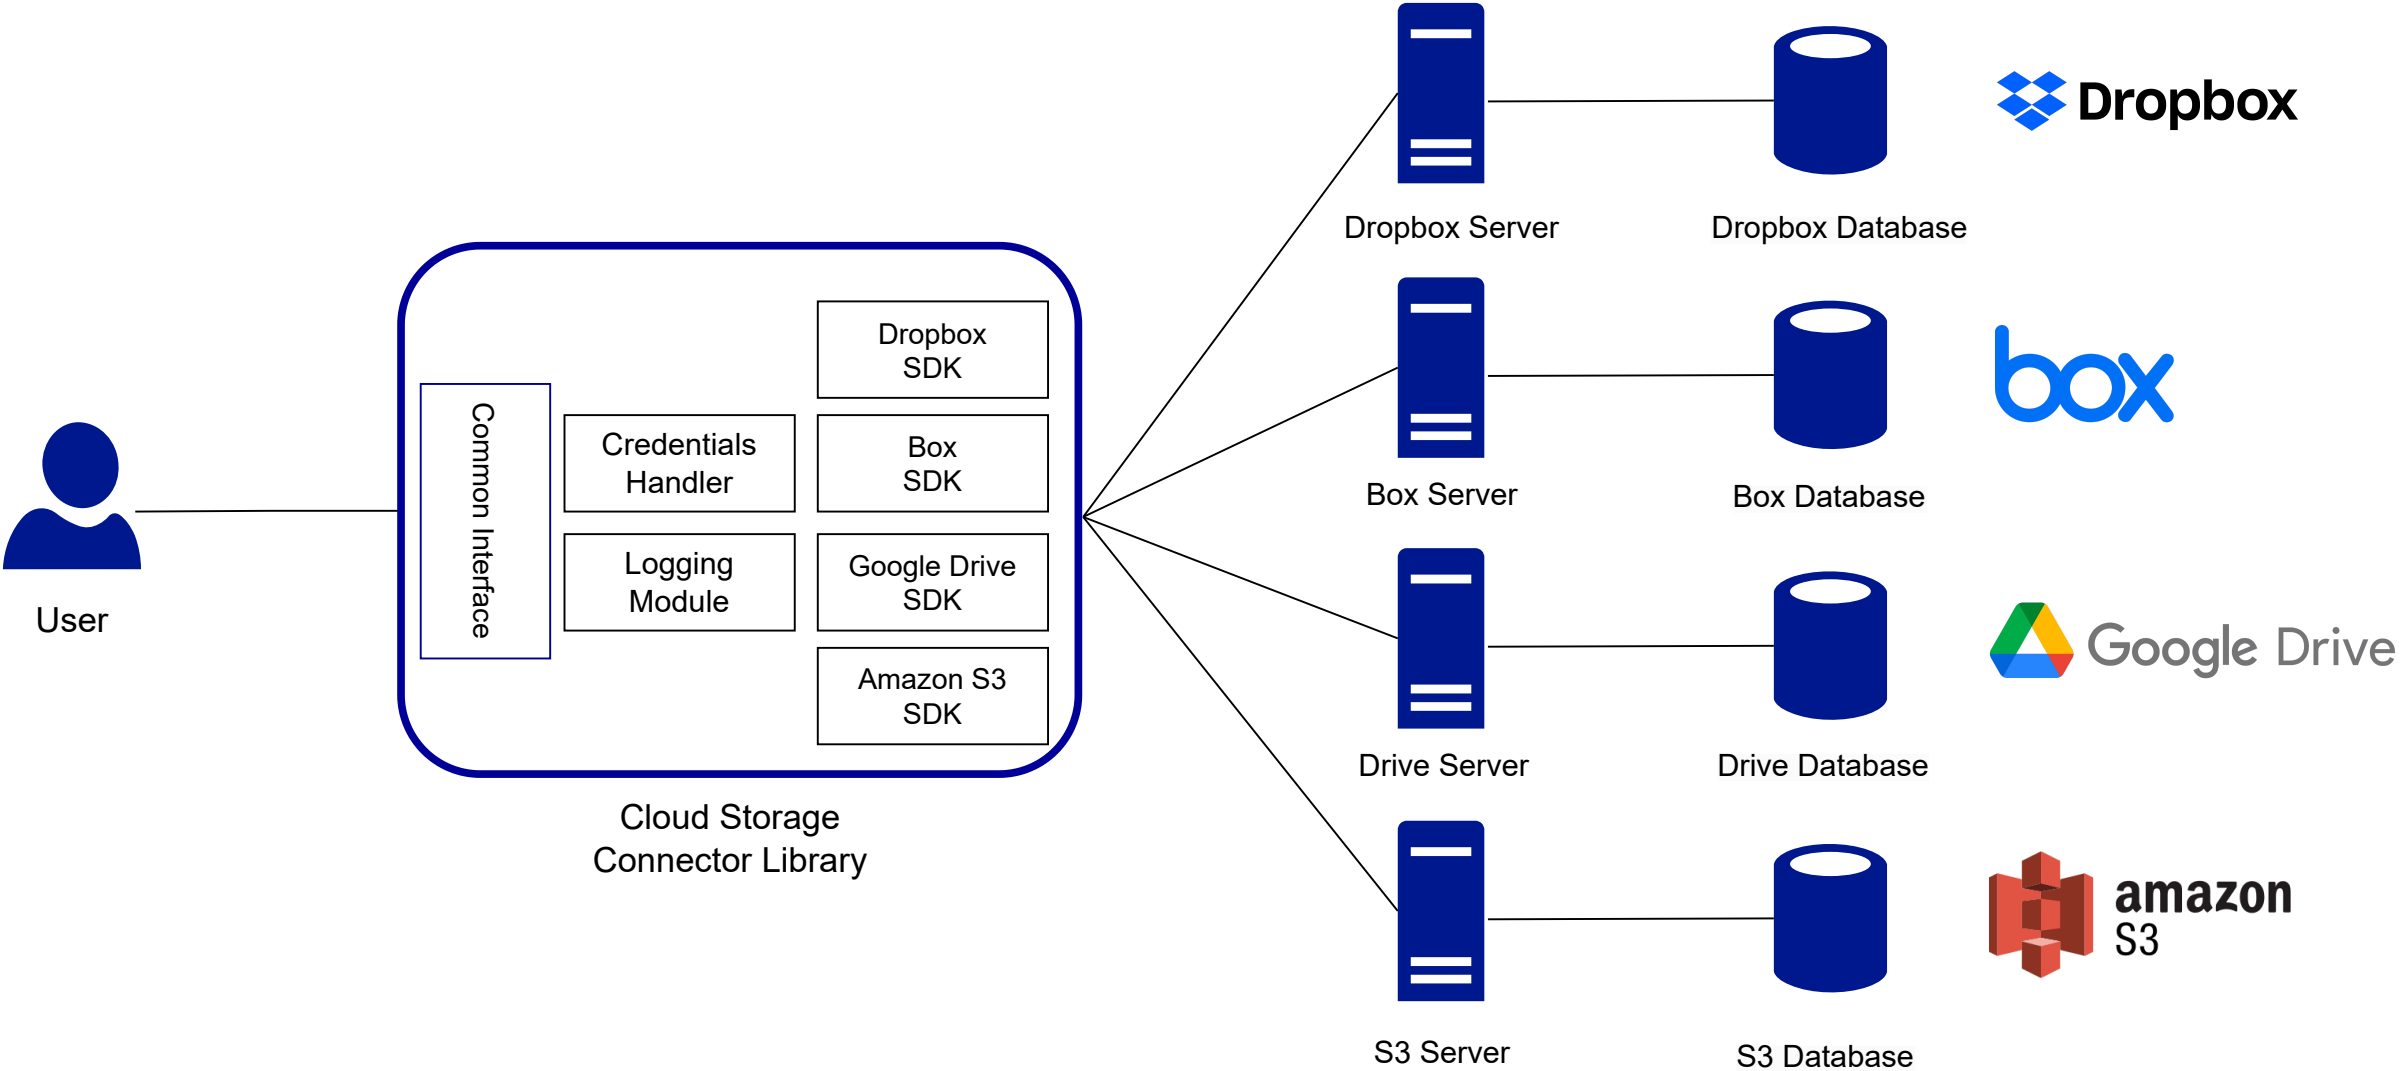 User
Common Interface
Credentials
Handler
Logging
Module
Dropbox
SDK
Box
SDK
Google Drive
SDK
Amazon S3
SDK
Cloud Storage
Connector Library
Dropbox Server
Dropbox Database
Dropbox
Box Server
Box Database
box
Drive Server
Drive Database
Google Drive
S3 Server
S3 Database
amazon
S3